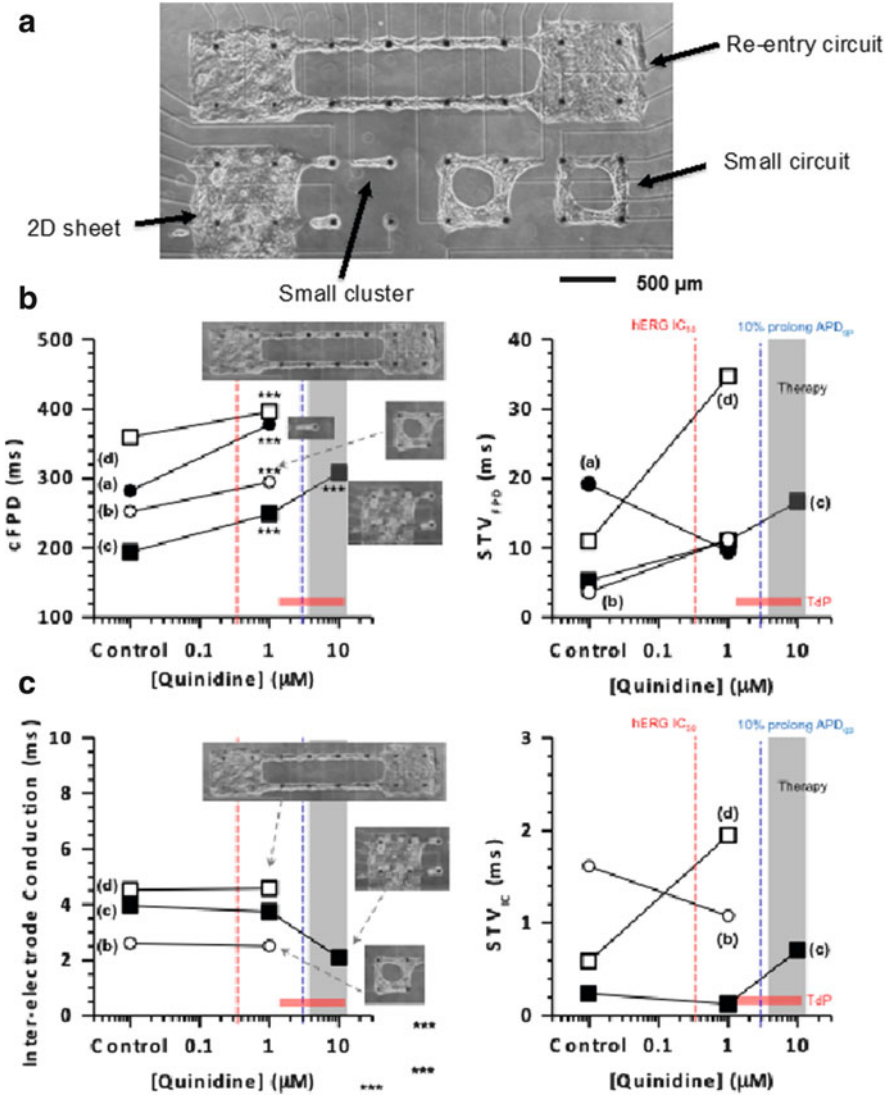 a
Re-entry circuit
Small circuit
2D sheet
Small cluster
500 µm
b
500
400
300
200
100
cFPD (ms)
***
***
***
***
***
(d)
(a)
(b)
(c)
Control 0.1 1 10
[Quinidine] (µM)
hERG IC50
10% prolong APD90
40
30
20
10
0
STVFPD (ms)
Therapy
(a)
(d)
(c)
(b)
TdP
Control 0.1 1 10
[Quinidine] (µM)
c
10
8
6
4
2
0
Inter-electrode Conduction (ms)
(d)
(c)
(b)
Control 0.1 1 10
[Quinidine] (µM)
***
***
***
hERG IC50
10% prolong APD90
3
2
1
0
STVIC (ms)
Therapy
(d)
(b)
(c)
TdP
Control 0.1 1 10
[Quinidine] (µM)